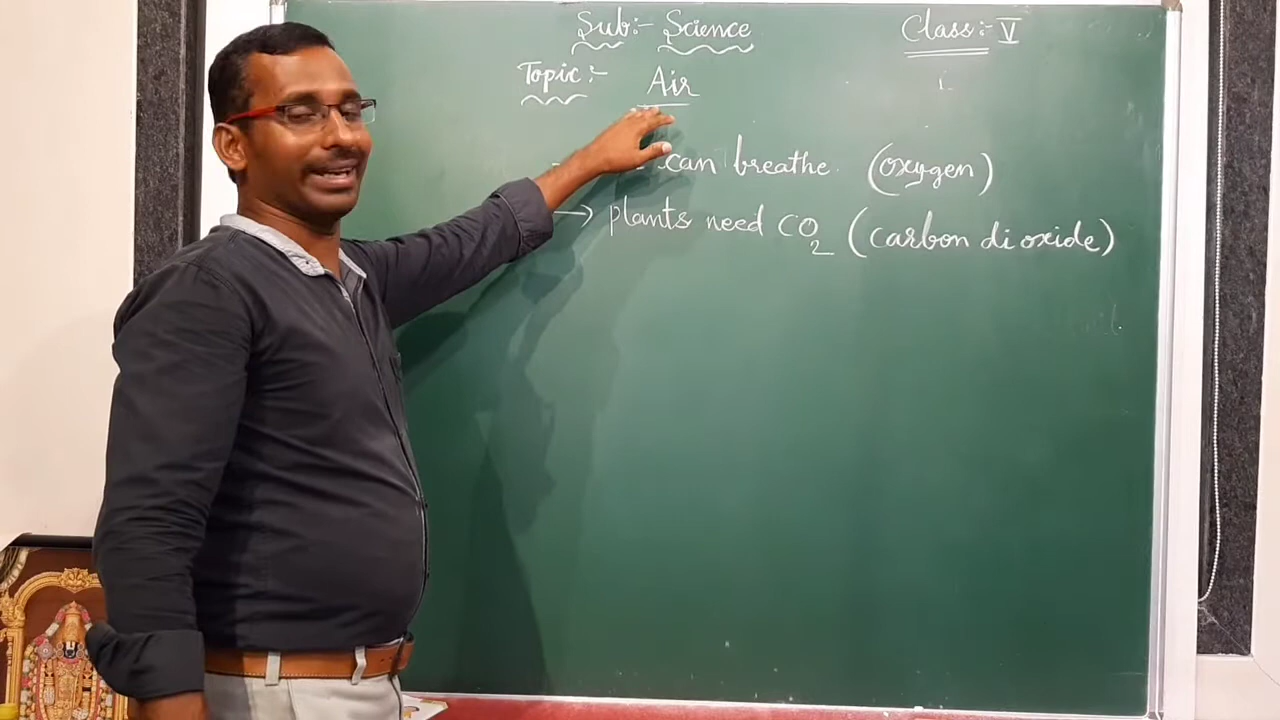 Sub:- Science Class:- V
Topic:- Air
can breathe. (oxygen)
→ plants need CO₂ (carbon di oxide)